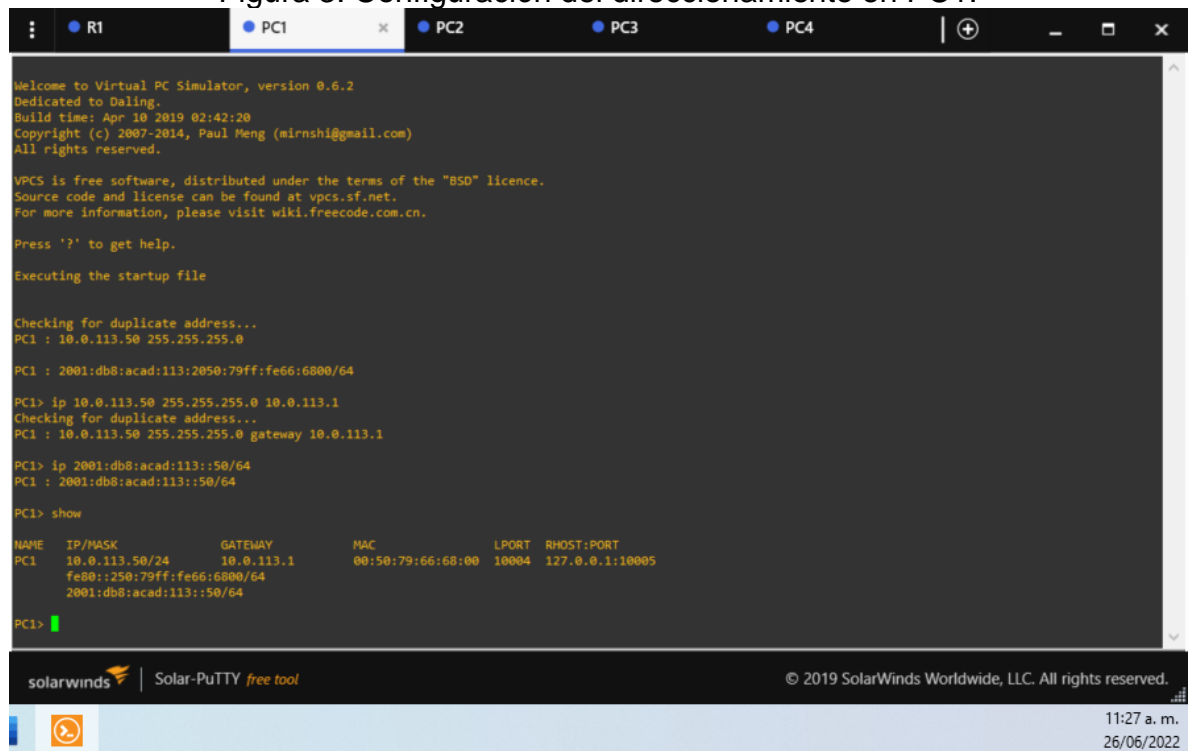 R1 PC1 PC2 PC3 PC4
Welcome to Virtual PC Simulator, version 0.6.2
Dedicated to Daling.
Build time: Apr 10 2019 02:42:20
Copyright (c) 2007-2014, Paul Meng (mirnshi@gmail.com)
All rights reserved.
VPCS is free software, distributed under the terms of the "BSD" licence.
Source code and license can be found at vpcs.sf.net.
For more information, please visit wiki.freecode.com.cn.
Press '?' to get help.
Executing the startup file
Checking for duplicate address...
PC1 : 10.0.113.50 255.255.255.0
PC1 : 2001:db8:acad:113:2050:79ff:fe66:6800/64
PC1> ip 10.0.113.50 255.255.255.0 10.0.113.1
Checking for duplicate address...
PC1 : 10.0.113.50 255.255.255.0 gateway 10.0.113.1
PC1> ip 2001:db8:acad:113::50/64
PC1 : 2001:db8:acad:113::50/64
PC1> show
NAME IP/MASK GATEWAY MAC LPORT RHOST:PORT
PC1 10.0.113.50/24 10.0.113.1 00:50:79:66:68:00 10004 127.0.0.1:10005
fe80::250:79ff:fe66:6800/64
2001:db8:acad:113::50/64
PC1>
solarwinds | Solar-PuTTY free tool © 2019 SolarWinds Worldwide, LLC. All rights reserved.
11:27 a. m.
26/06/2022